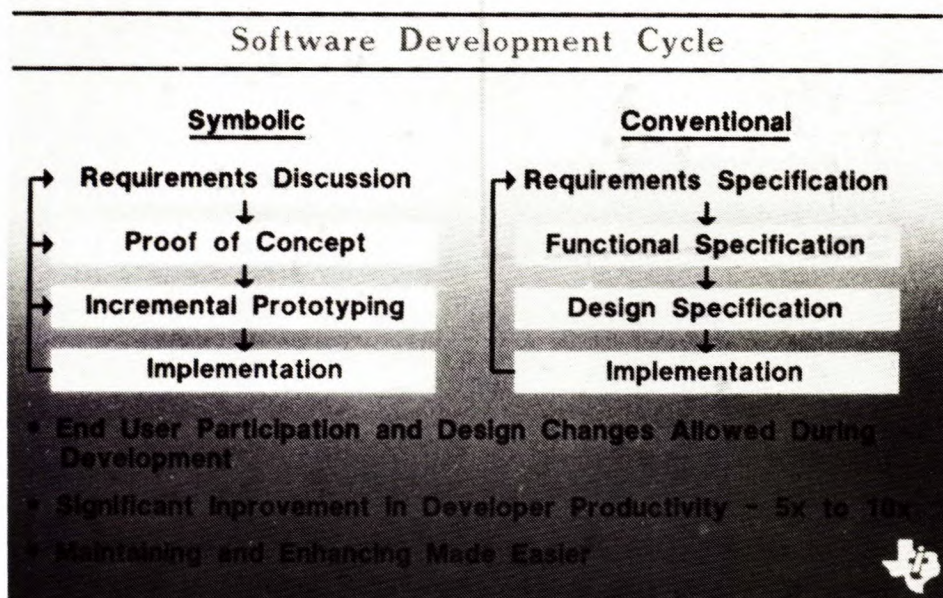 Software Development Cycle
Symbolic
Requirements Discussion
Proof of Concept
Incremental Prototyping
Implementation
Conventional
Requirements Specification
Functional Specification
Design Specification
Implementation
• End User Participation and Design Changes Allowed During
Development
• Significant Inprovement in Developer Productivity - 5x to 10x
• Maintaining and Enhancing Made Easier